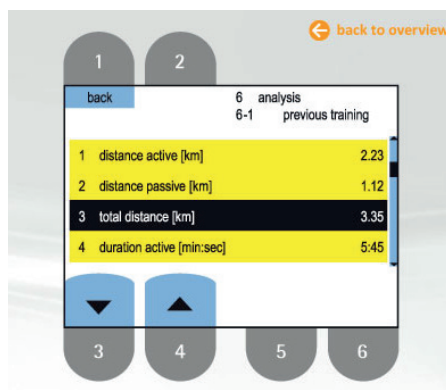 back to overview
1 2
back 6 analysis
6-1 previous training
1 distance active [km] 2.23
2 distance passive [km] 1.12
3 total distance [km] 3.35
4 duration active [min:sec] 5:45
3 4 5 6